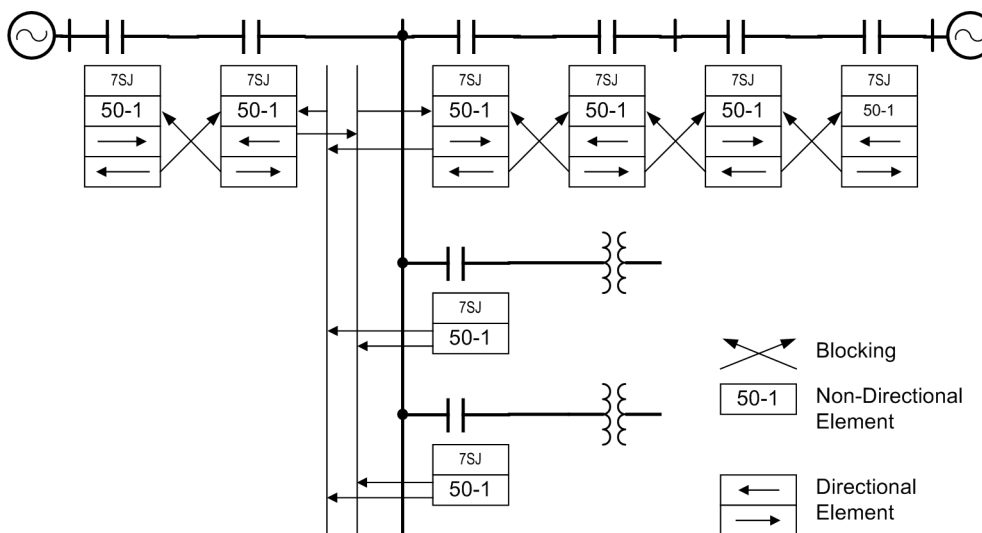 7SJ 7SJ 7SJ 7SJ 7SJ 7SJ
50-1 50-1 50-1 50-1 50-1 50-1
7SJ
50-1
Blocking
50-1 Non-Directional
Element
7SJ
50-1
Directional
Element